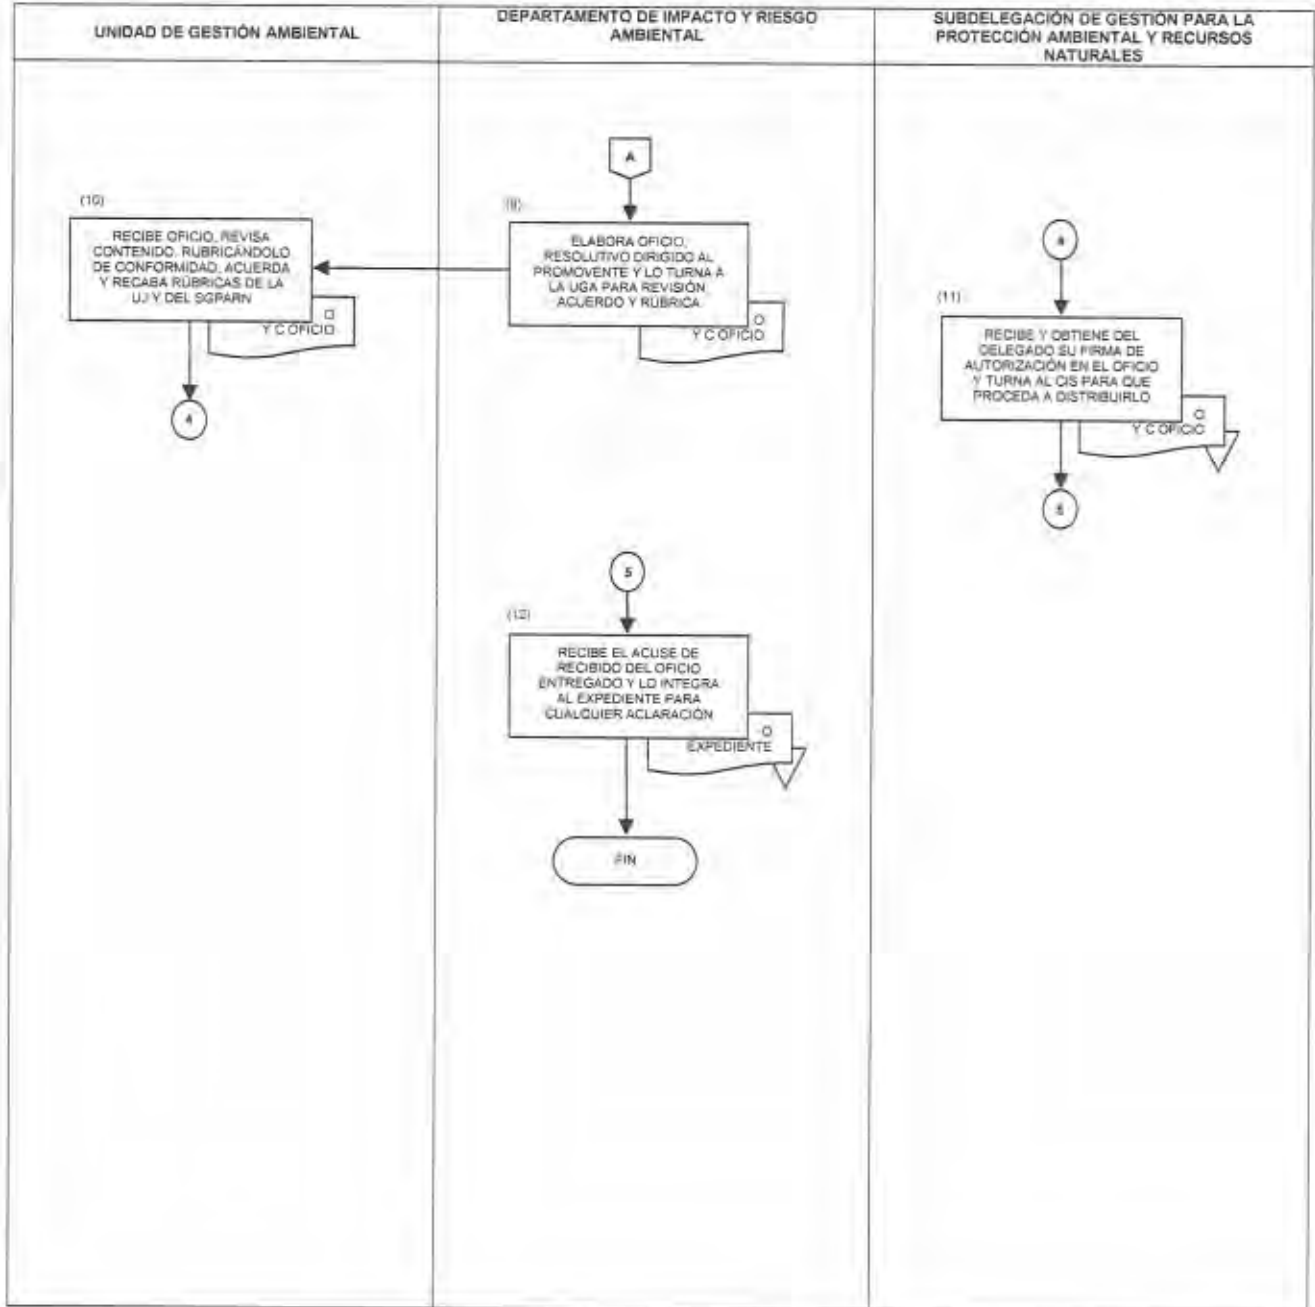 UNIDAD DE GESTIÓN AMBIENTAL
DEPARTAMENTO DE IMPACTO Y RIESGO
AMBIENTAL
SUBDELEGACIÓN DE GESTIÓN PARA LA
PROTECCIÓN AMBIENTAL Y RECURSOS
NATURALES
A
(10)
RECIBE OFICIO, REVISA
CONTENIDO, RUBRICÁNDOLO
DE CONFORMIDAD, ACUERDA
Y RECABA RÚBRICAS DE LA
UJ Y DEL SGPARN
O
Y C OFICIO
4
(9)
ELABORA OFICIO,
RESOLUTIVO DIRIGIDO AL
PROMOVENTE Y LO TURNA A
LA UGA PARA REVISIÓN,
ACUERDO Y RÚBRICA
O
Y C OFICIO
4
(11)
RECIBE Y OBTIENE DEL
DELEGADO SU FIRMA DE
AUTORIZACIÓN EN EL OFICIO
Y TURNA AL CIS PARA QUE
PROCEDA A DISTRIBUIRLO
O
Y C OFICIO
5
5
(12)
RECIBE EL ACUSE DE
RECIBIDO DEL OFICIO
ENTREGADO Y LO INTEGRA
AL EXPEDIENTE PARA
CUALQUIER ACLARACIÓN
O
EXPEDIENTE
FIN